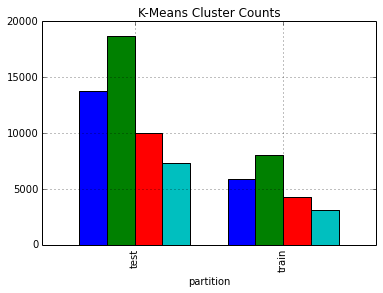 K-Means Cluster Counts
20000
15000
10000
5000
0
test
train
partition